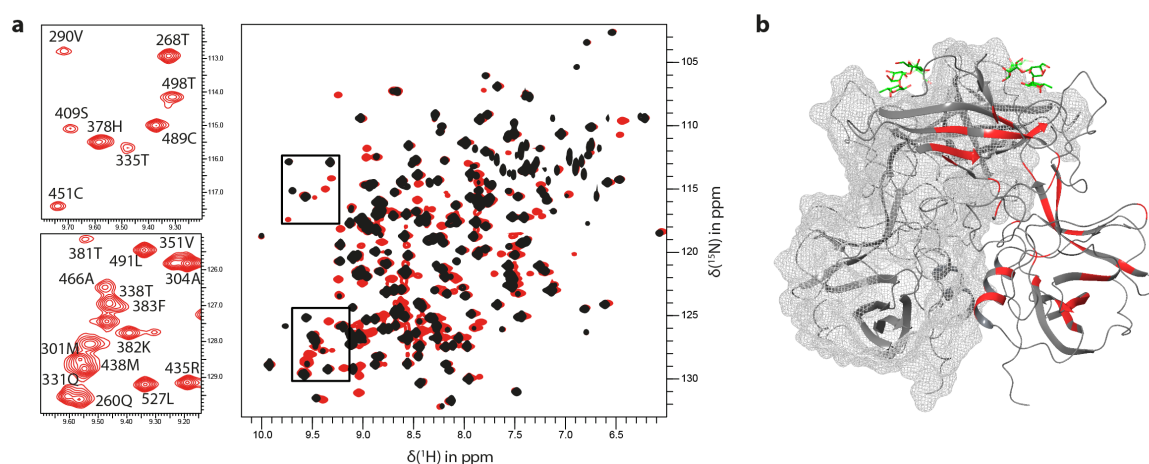 a
290V
268T
498T
409S
378H
489C
335T
451C
113.0
114.0
115.0
116.0
117.0
9.70 9.60 9.50 9.40 9.30
381T
351V
491L
466A
304A
338T
383F
382K
301M
438M
331Q
435R
260Q
527L
126.0
127.0
128.0
129.0
9.60 9.50 9.40 9.30 9.20
105
110
115
120
125
130
δ(¹⁵N) in ppm
10.0 9.5 9.0 8.5 8.0 7.5 7.0 6.5
δ(¹H) in ppm
b